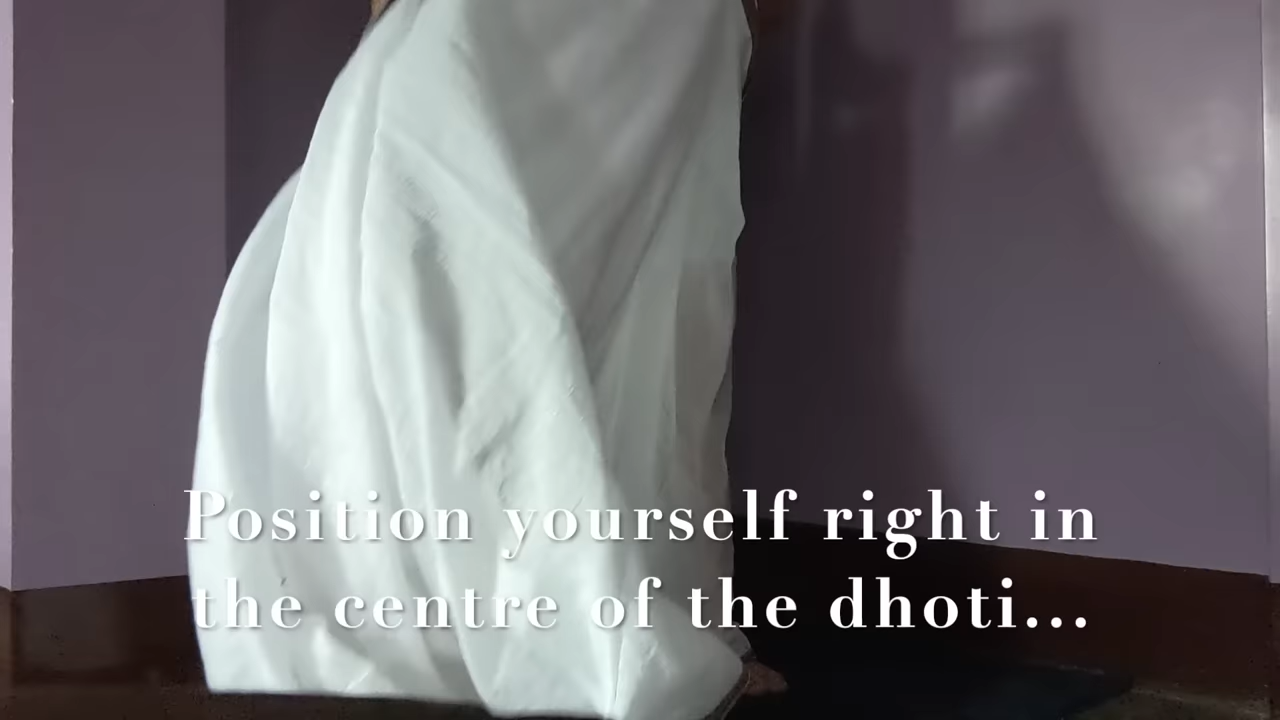 Position yourself right in
the centre of the dhoti...